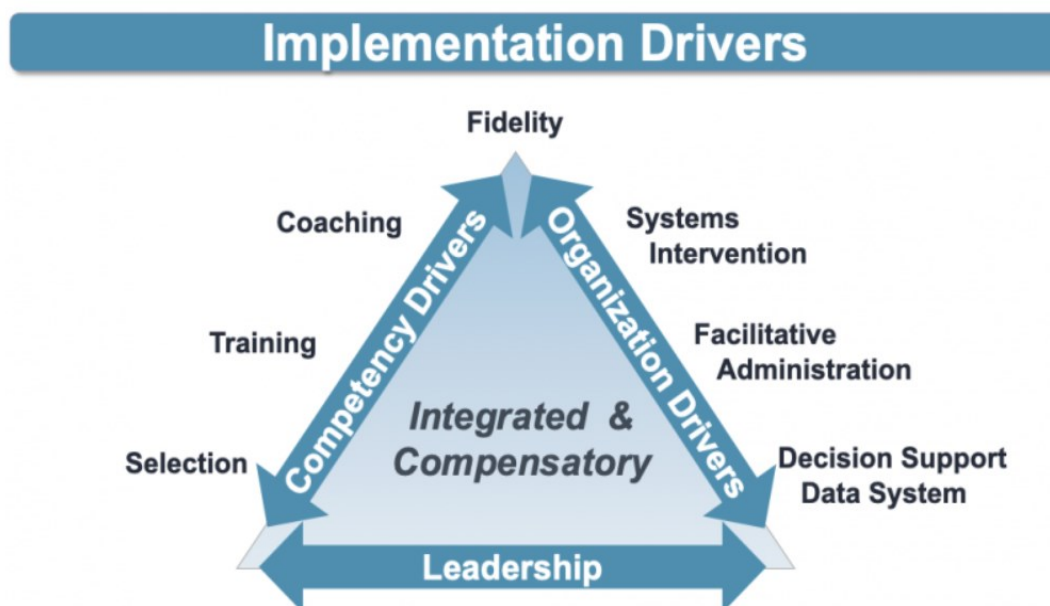 Implementation Drivers
Fidelity
Coaching
Training
Selection
Competency Drivers
Organization Drivers
Systems
Intervention
Facilitative
Administration
Decision Support
Data System
Integrated &
Compensatory
Leadership